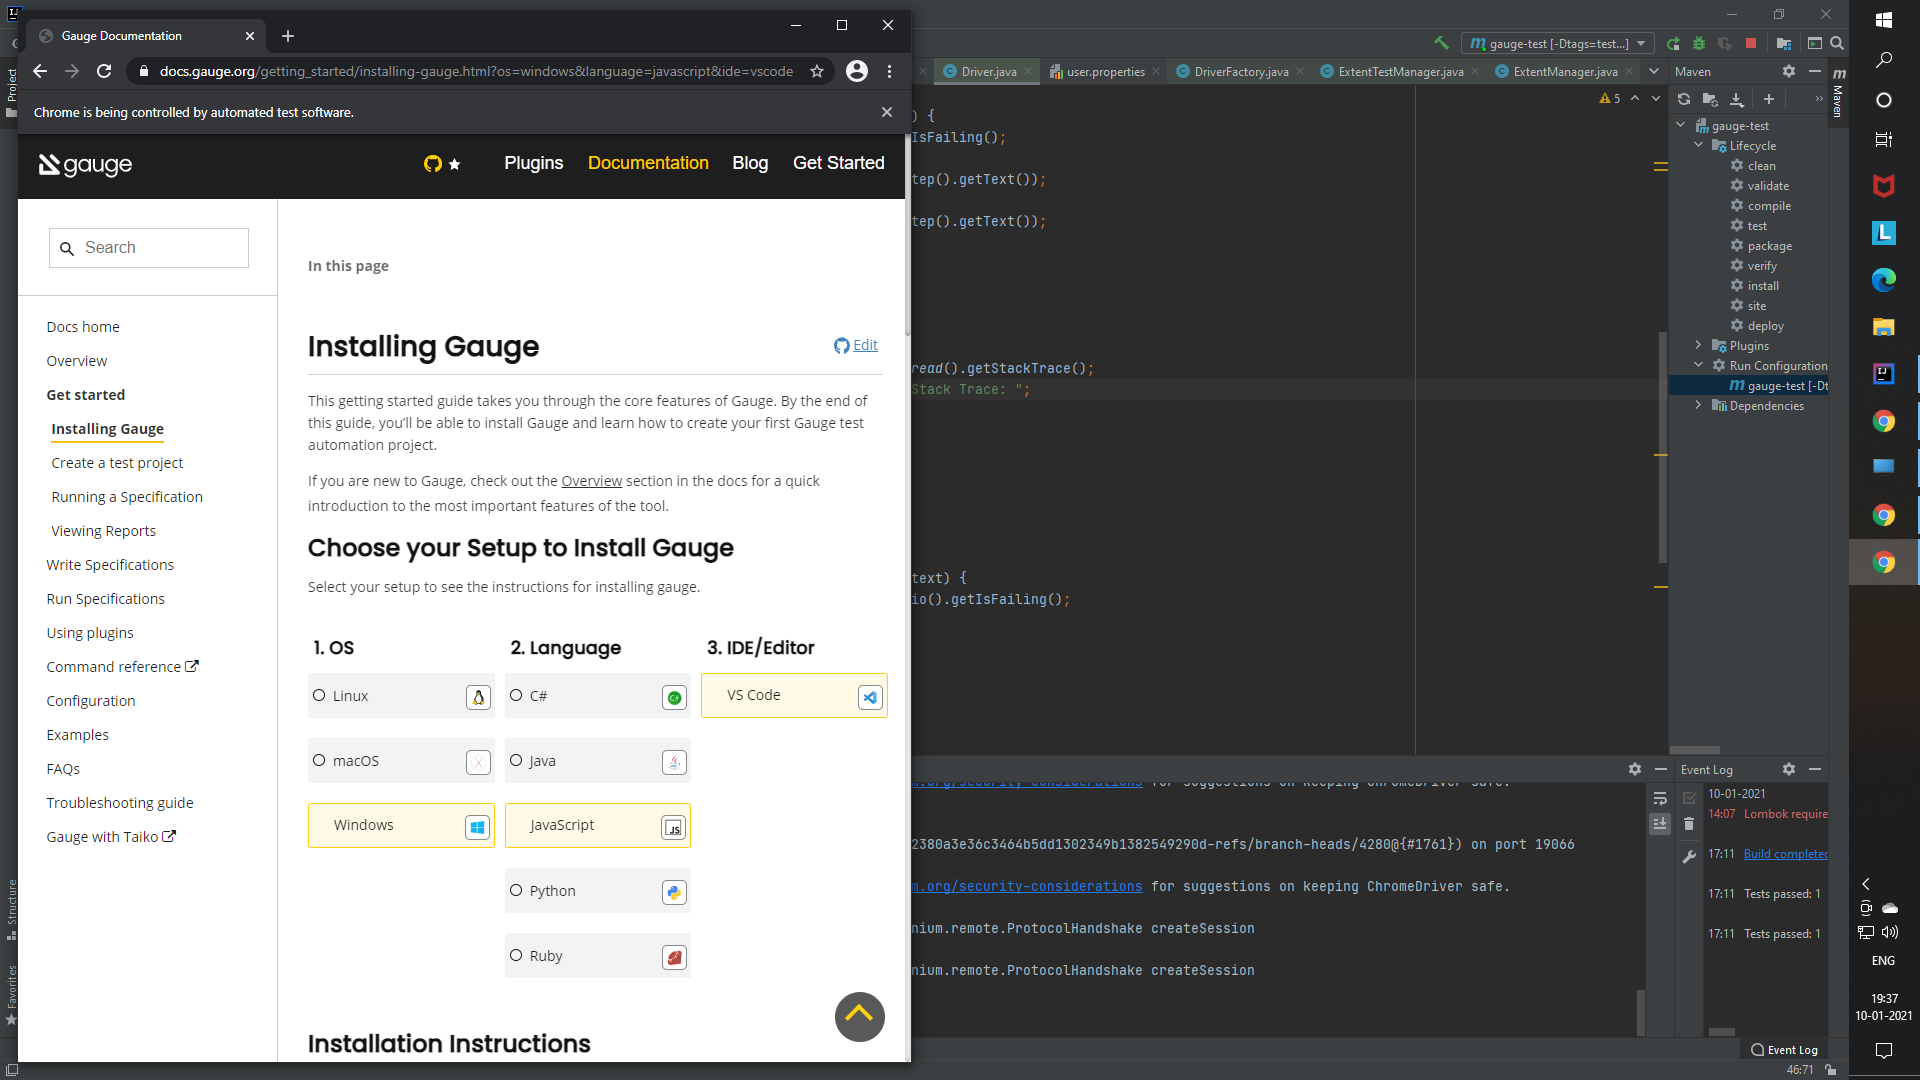 Gauge Documentation
docs.gauge.org/getting_started/installing-gauge.html?os=windows&language=javascript&ide=vscode
Chrome is being controlled by automated test software.
gauge
Plugins
Documentation
Blog
Get Started
Search
Docs home
Overview
Get started
Installing Gauge
Create a test project
Running a Specification
Viewing Reports
Write Specifications
Run Specifications
Using plugins
Command reference
Configuration
Examples
FAQs
Troubleshooting guide
Gauge with Taiko
In this page
Installing Gauge
Edit
This getting started guide takes you through the core features of Gauge. By the end of
this guide, you’ll be able to install Gauge and learn how to create your first Gauge test
automation project.
If you are new to Gauge, check out the Overview section in the docs for a quick
introduction to the most important features of the tool.
Choose your Setup to Install Gauge
Select your setup to see the instructions for installing gauge.
1. OS
2. Language
3. IDE/Editor
Linux
C#
VS Code
macOS
Java
Windows
JavaScript
JS
Python
Ruby
Installation Instructions
Project
Structure
Favorites
gauge-test [-Dtags=test...]
Driver.java
user.properties
DriverFactory.java
ExtentTestManager.java
ExtentManager.java
5
) {
IsFailing();
tep().getText());
tep().getText());
read().getStackTrace();
Stack Trace: ";
text) {
io().getIsFailing();
Maven
Maven
gauge-test
Lifecycle
clean
validate
compile
test
package
verify
install
site
deploy
Plugins
Run Configuration
gauge-test [-Dt
Dependencies
m.org/security-considerations for suggestions on keeping ChromeDriver safe.
2380a3e36c3464b5dd1302349b1382549290d-refs/branch-heads/4280@{#1761}) on port 19066
m.org/security-considerations for suggestions on keeping ChromeDriver safe.
nium.remote.ProtocolHandshake createSession
nium.remote.ProtocolHandshake createSession
Event Log
10-01-2021
14:07 Lombok require
17:11 Build completed
17:11 Tests passed: 1
17:11 Tests passed: 1
Event Log
46:71
L
IJ
ENG
19:37
10-01-2021